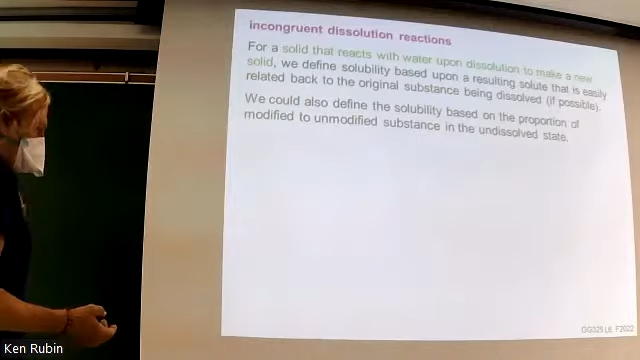 incongruent dissolution reactions
For a solid that reacts with water upon dissolution to make a new
solid, we define solubility based upon a resulting solute that is easily
related back to the original substance being dissolved (if possible).
We could also define the solubility based on the proportion of
modified to unmodified substance in the undissolved state.
GG325 L6, F2022
Ken Rubin